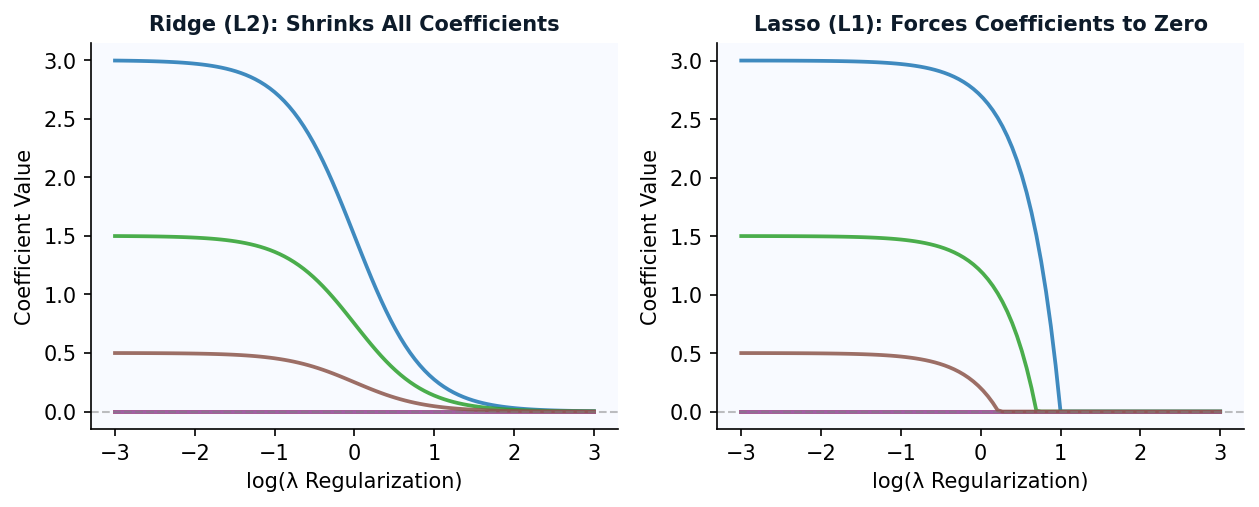 Ridge (L2): Shrinks All Coefficients
Coefficient Value
3.0
2.5
2.0
1.5
1.0
0.5
0.0
−3 −2 −1 0 1 2 3
log(λ Regularization)
Lasso (L1): Forces Coefficients to Zero
Coefficient Value
3.0
2.5
2.0
1.5
1.0
0.5
0.0
−3 −2 −1 0 1 2 3
log(λ Regularization)